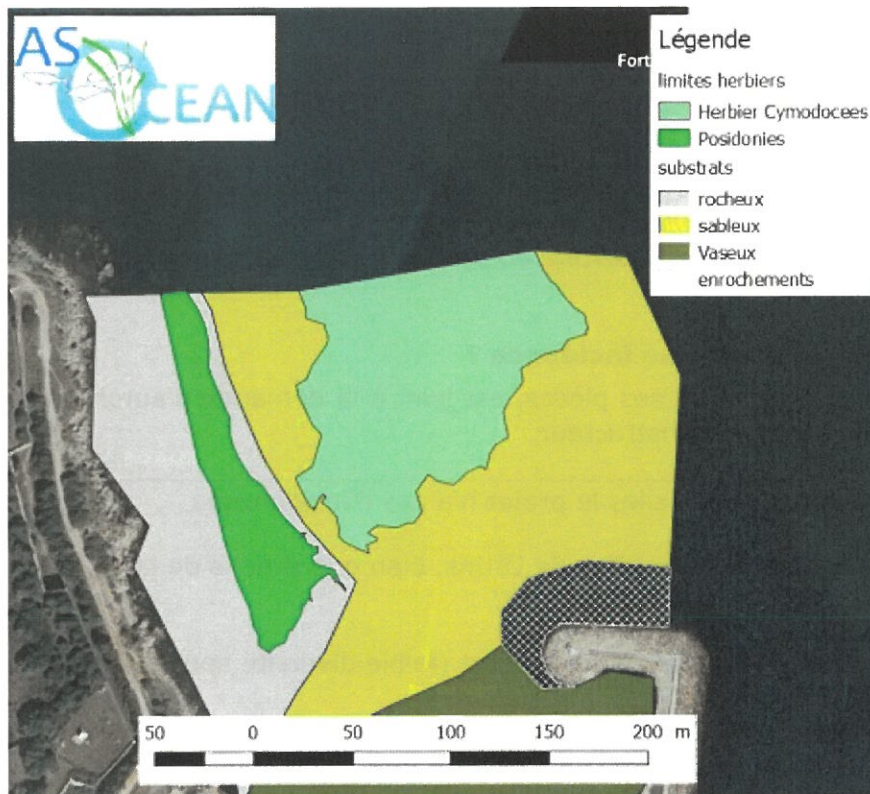 AS
OCEAN
Fort
Légende
limites herbiers
Herbier Cymodocees
Posidonies
substrats
rocheux
sableux
Vaseux
enrochements
50 0 50 100 150 200 m